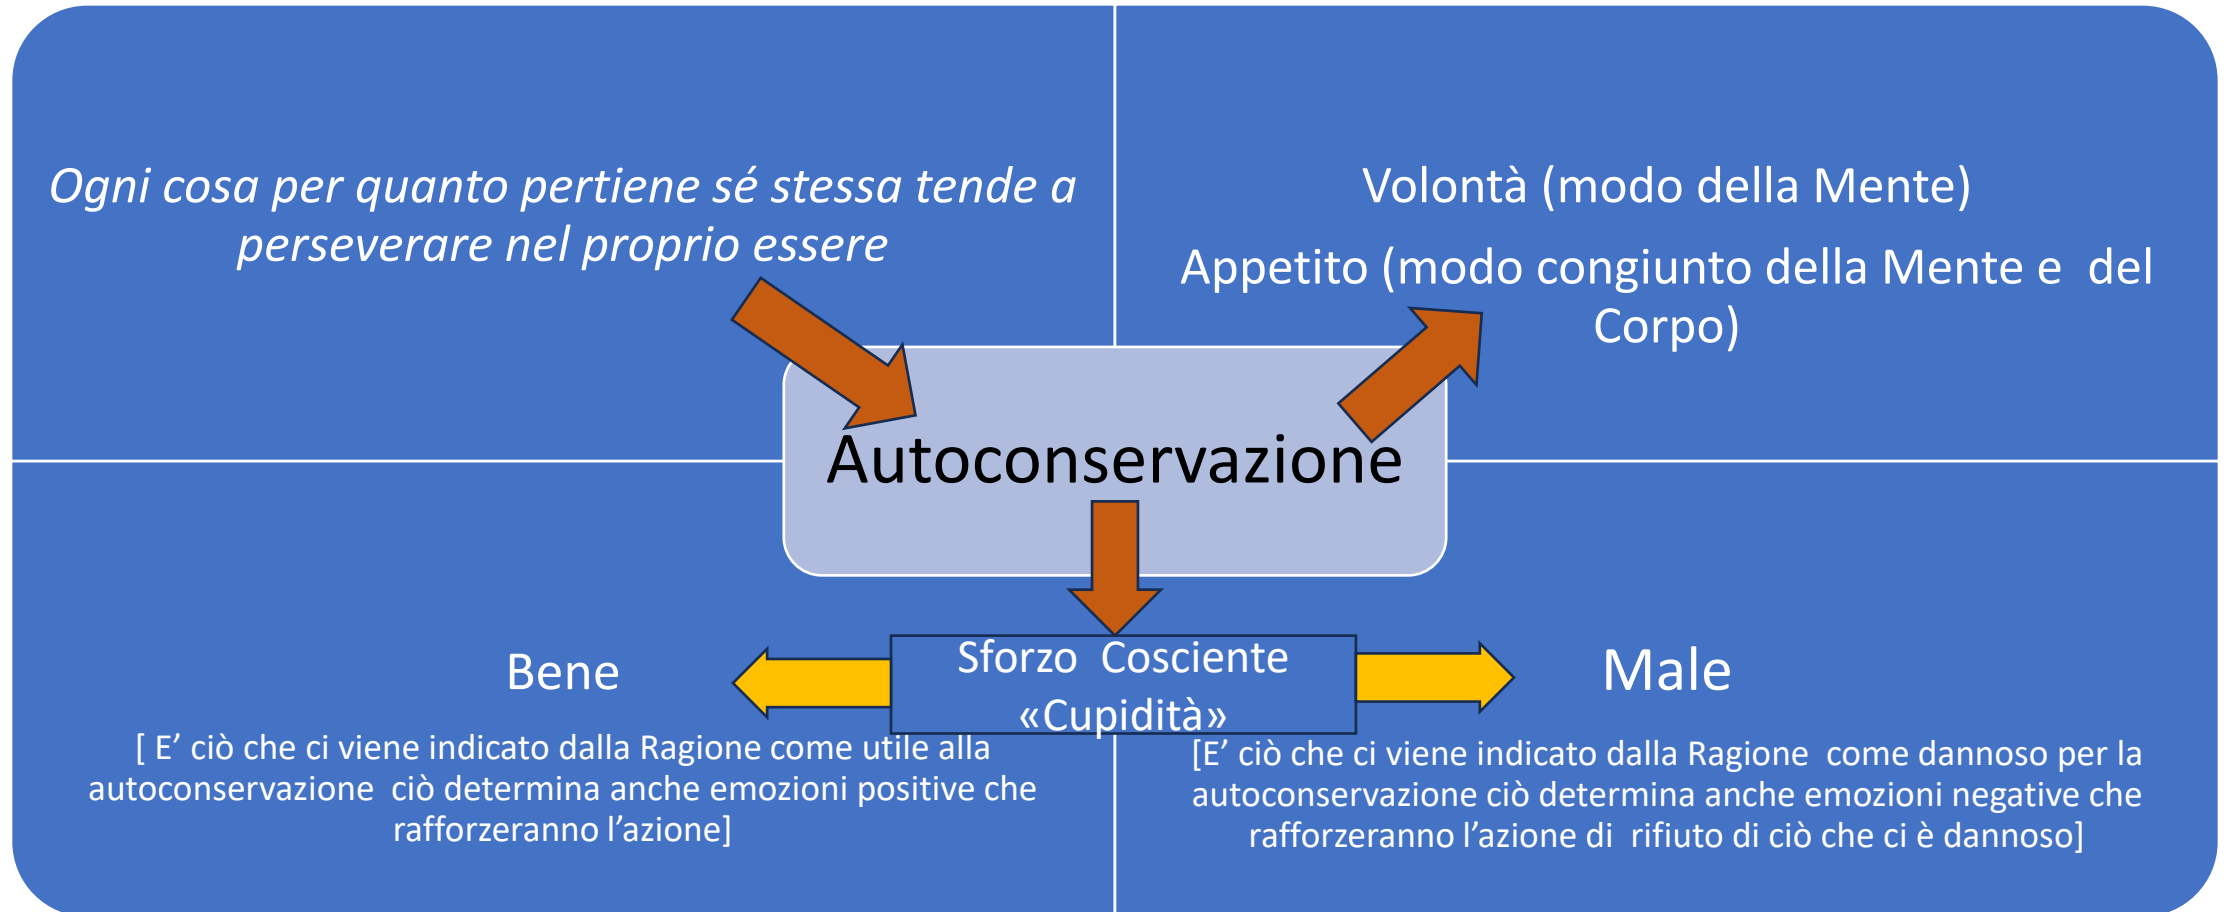 Ogni cosa per quanto pertiene sé stessa tende a
perseverare nel proprio essere
Volontà (modo della Mente)
Appetito (modo congiunto della Mente e  del
Corpo)
Autoconservazione
Sforzo  Cosciente
«Cupidità»
Bene
[ E’ ciò che ci viene indicato dalla Ragione come utile alla
autoconservazione  ciò determina anche emozioni positive che
rafforzeranno l’azione]
Male
[E’ ciò che ci viene indicato dalla Ragione  come dannoso per la
autoconservazione ciò determina anche emozioni negative che
rafforzeranno l’azione di  rifiuto di ciò che ci è dannoso]